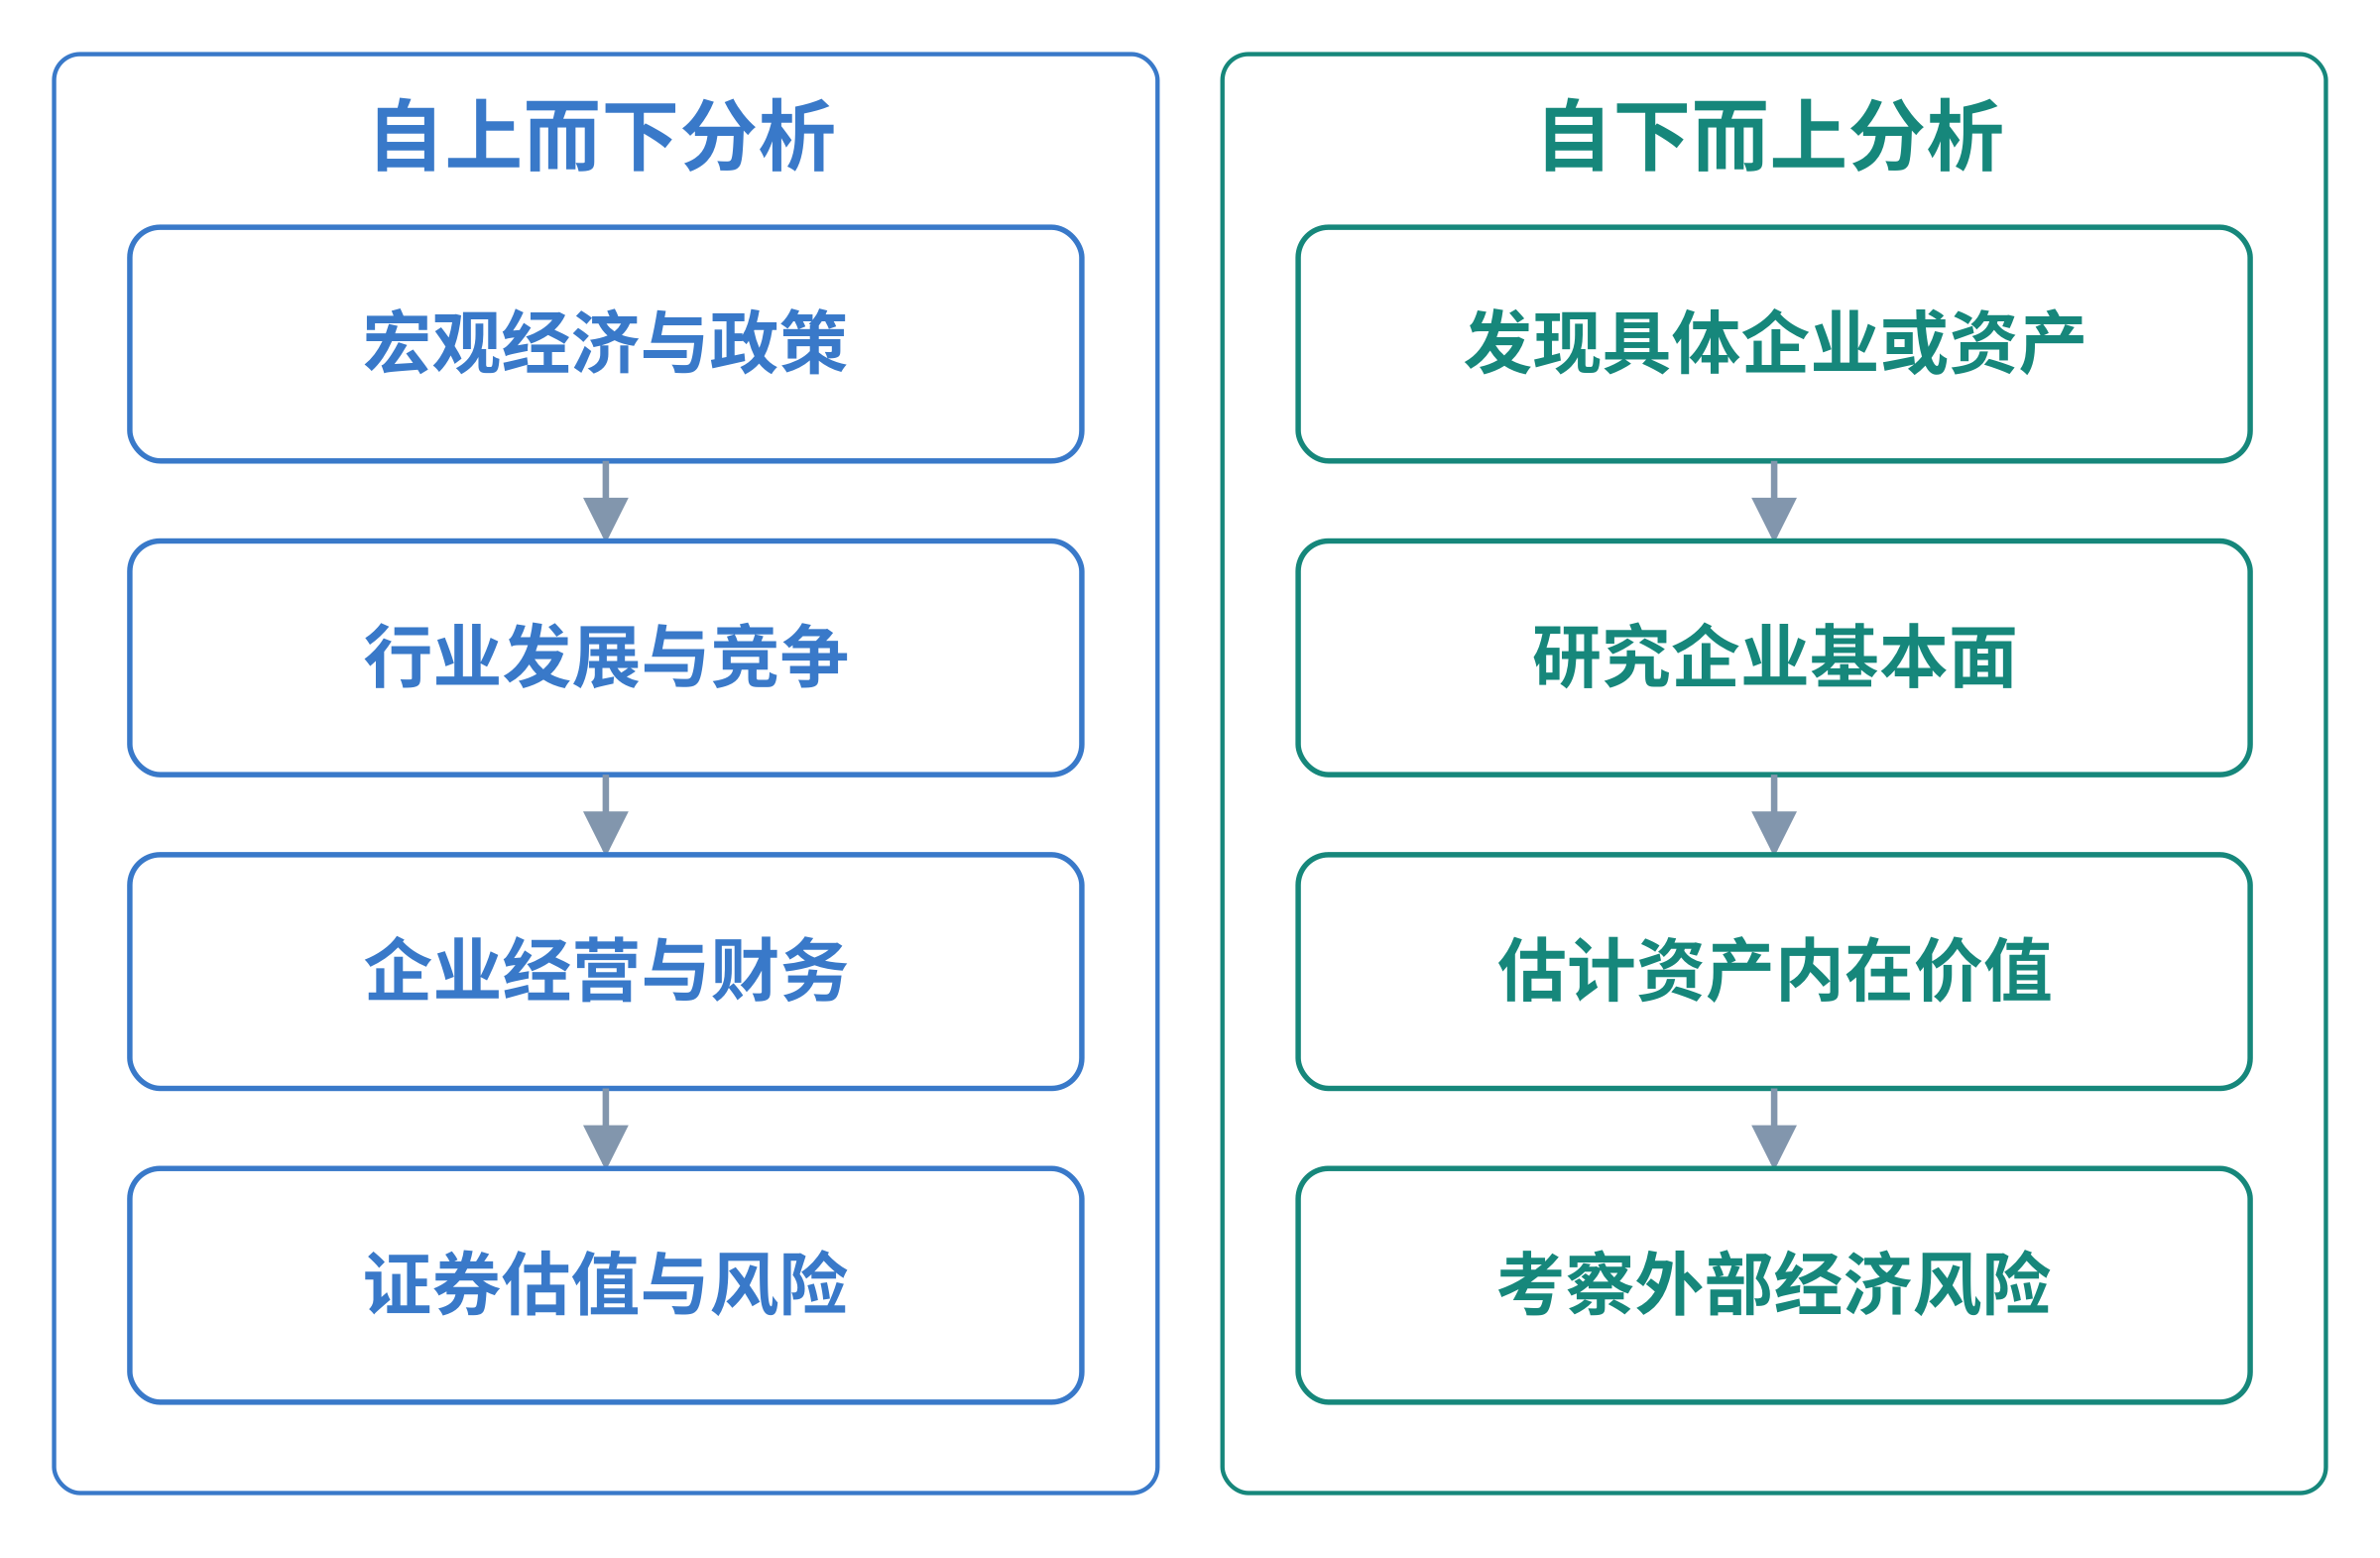 自上而下分析
宏观经济与政策
行业发展与竞争
企业经营与财务
证券估值与风险
自下而上分析
发现具体企业或资产
研究企业基本面
估计资产内在价值
考察外部经济风险